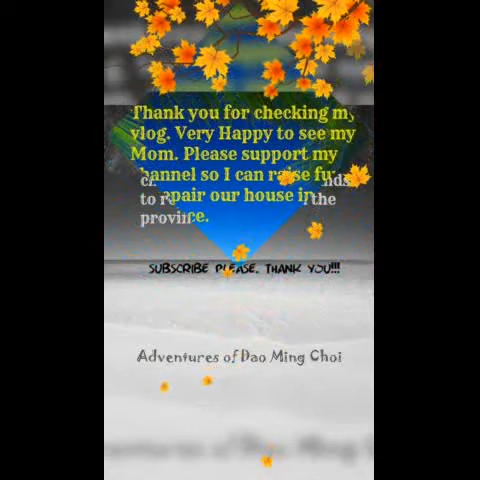 Thank you for checking my
vlog. Very Happy to see my
Mom. Please support my
channel so I can raise funds
to repair our house in the
province.
SUBSCRIBE PLEASE. THANK YOU!!!
Adventures of Dao Ming Choi